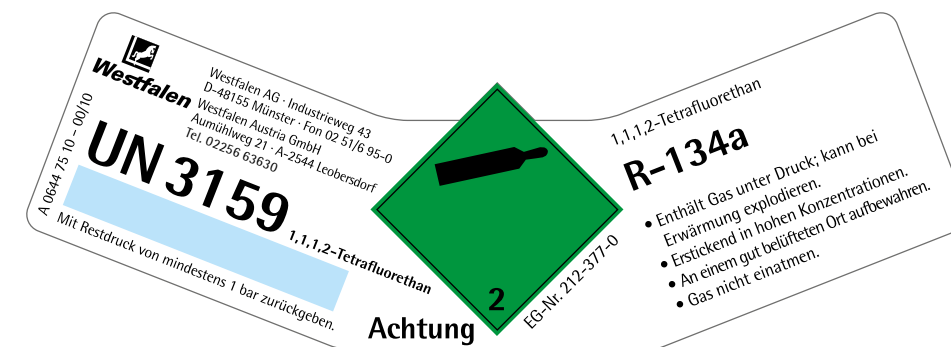 Westfalen
Westfalen AG · Industrieweg 43
D-48155 Münster · Fon 02 51/6 95-0
Westfalen Austria GmbH
Aumühlweg 21 · A-2544 Leobersdorf
Tel. 02256 63630
A 0644 75 10 – 00/10
UN 3159
1,1,1,2-Tetrafluorethan
Mit Restdruck von mindestens 1 bar zurückgeben.
2
Achtung
EG-Nr. 212-377-0
1,1,1,2-Tetrafluorethan
R-134a
• Enthält Gas unter Druck; kann bei
Erwärmung explodieren.
• Erstickend in hohen Konzentrationen.
• An einem gut belüfteten Ort aufbewahren.
• Gas nicht einatmen.